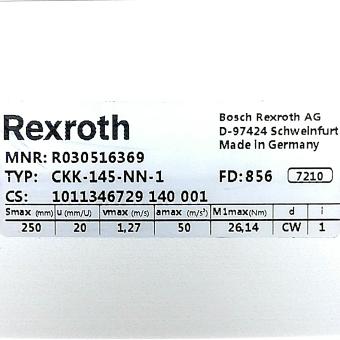 Rexroth
Bosch Rexroth AG
D-97424 Schweinfurt
Made in Germany
MNR: R030516369
TYP: CKK-145-NN-1 FD: 856 7210
CS: 1011346729 140 001
Smax (mm) u (mm/U) vmax (m/s) amax (m/s²) M1max(Nm) d i
250 20 1,27 50 26,14 CW 1